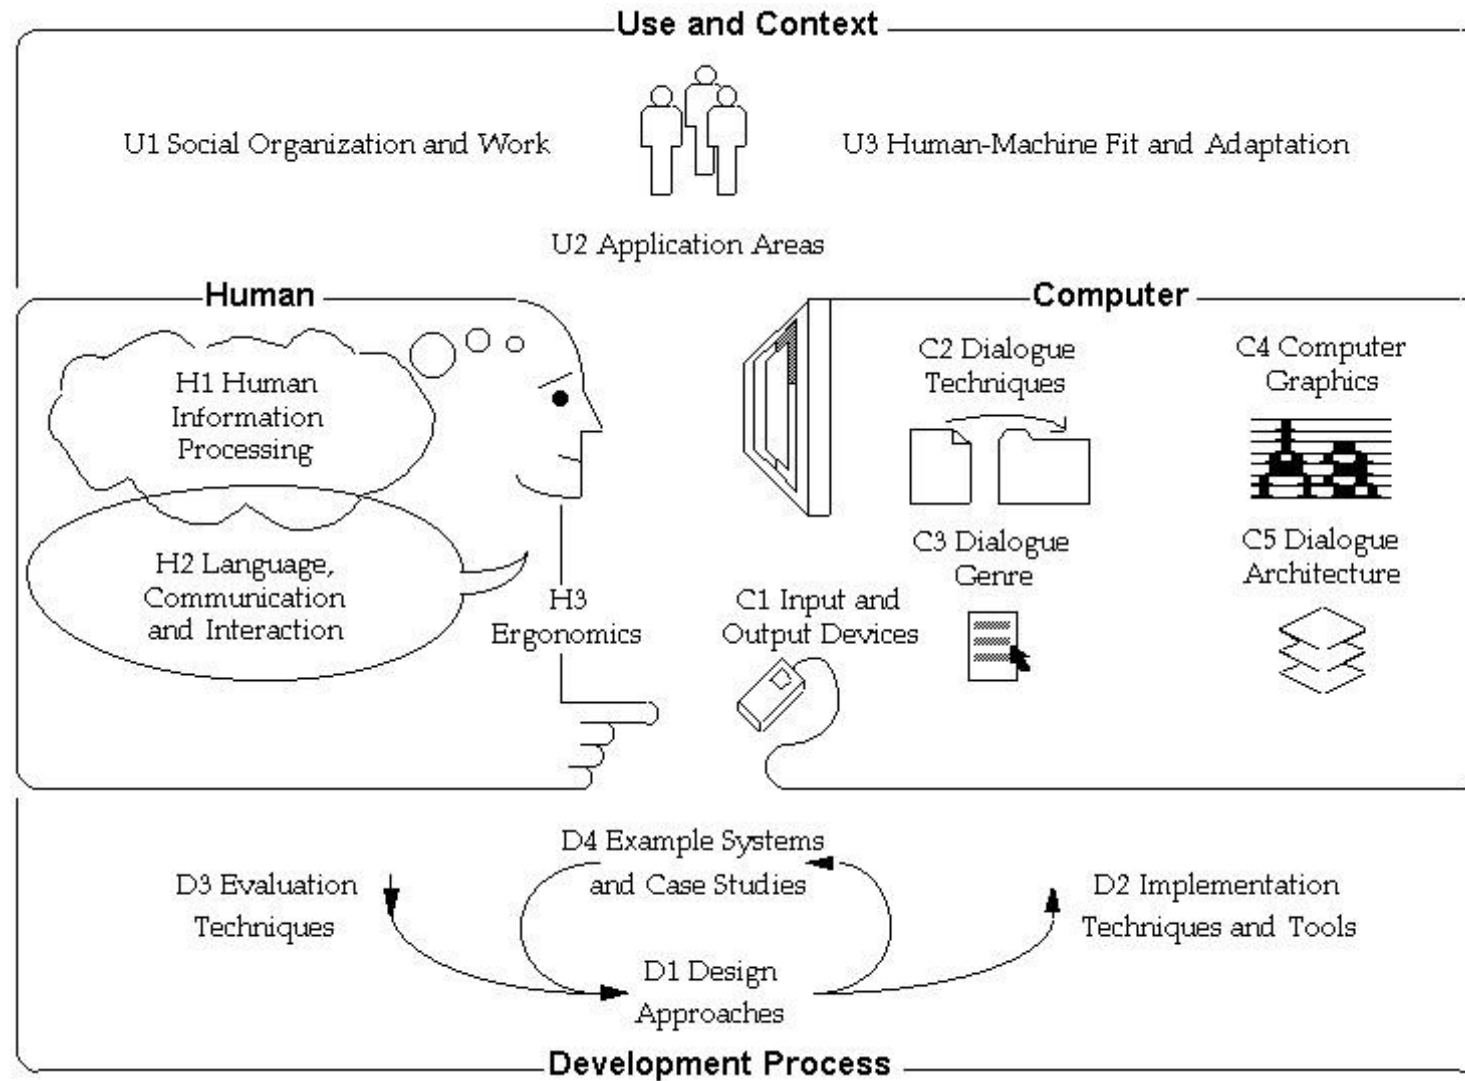 Use and Context
U1 Social Organization and Work
U3 Human-Machine Fit and Adaptation
U2 Application Areas
Human
H1 Human
Information
Processing
H2 Language,
Communication
and Interaction
H3
Ergonomics
Computer
C1 Input and
Output Devices
C2 Dialogue
Techniques
C3 Dialogue
Genre
C4 Computer
Graphics
C5 Dialogue
Architecture
D3 Evaluation
Techniques
D4 Example Systems
and Case Studies
D1 Design
Approaches
D2 Implementation
Techniques and Tools
Development Process